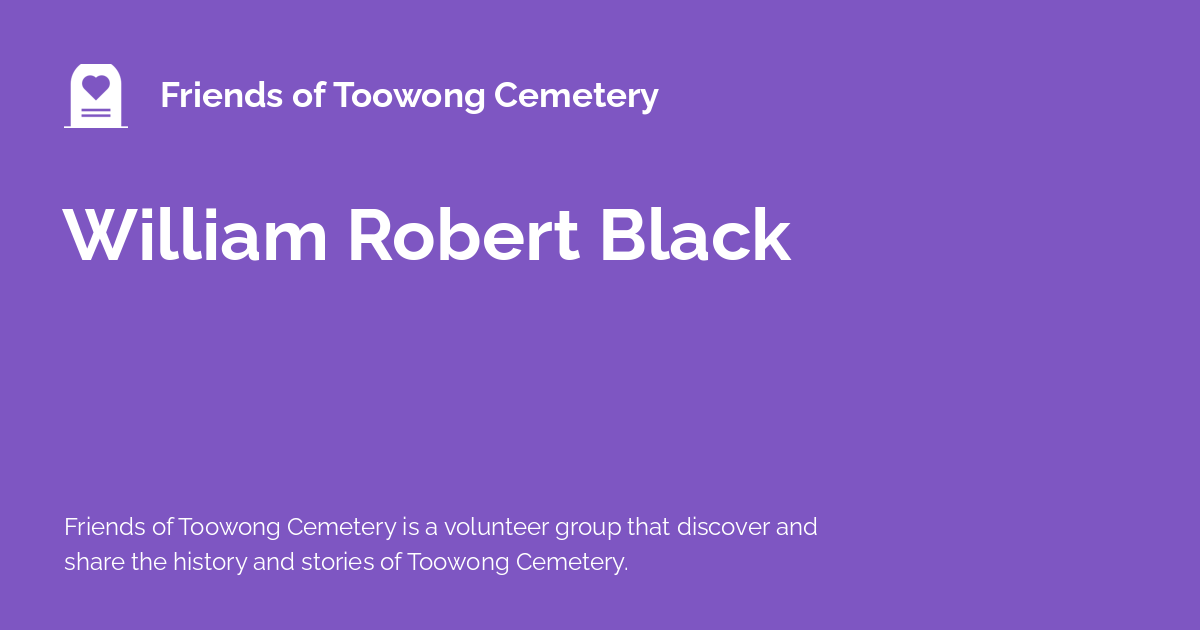 Friends of Toowong Cemetery
William Robert Black
Friends of Toowong Cemetery is a volunteer group that discover and
share the history and stories of Toowong Cemetery.